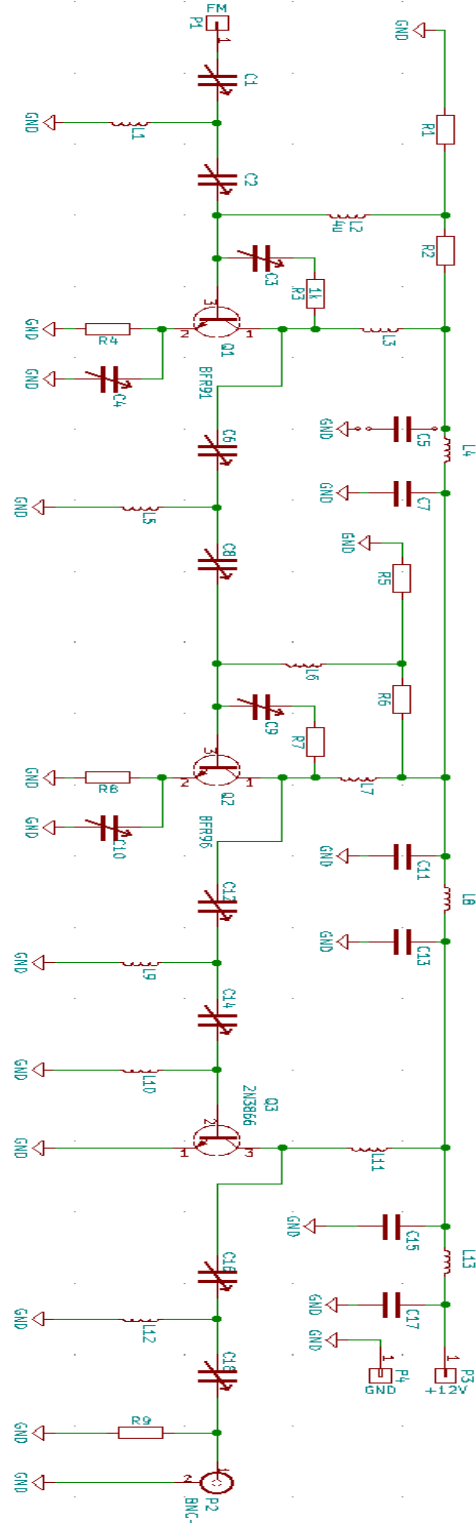 FM
P1
1
GND
C1
GND
L1
R1
C2
L2
4u
R2
C3
R3
1k
3
GND
R4
2
1
Q1
L3
GND
C4
BFR91
C6
GND
C5
L4
GND
L5
GND
C7
C8
GND
R5
L6
R6
C9
R7
3
GND
R8
2
1
Q2
L7
GND
C10
BFR96
GND
C11
L8
C12
GND
L9
GND
C13
C14
GND
L10
Q3
2N3866
2
GND
1
3
L11
C16
GND
C15
L13
GND
L12
GND
C17
C18
GND
1
P4
GND
1
P3
+12V
GND
R9
GND
2
1
P2
BNC-